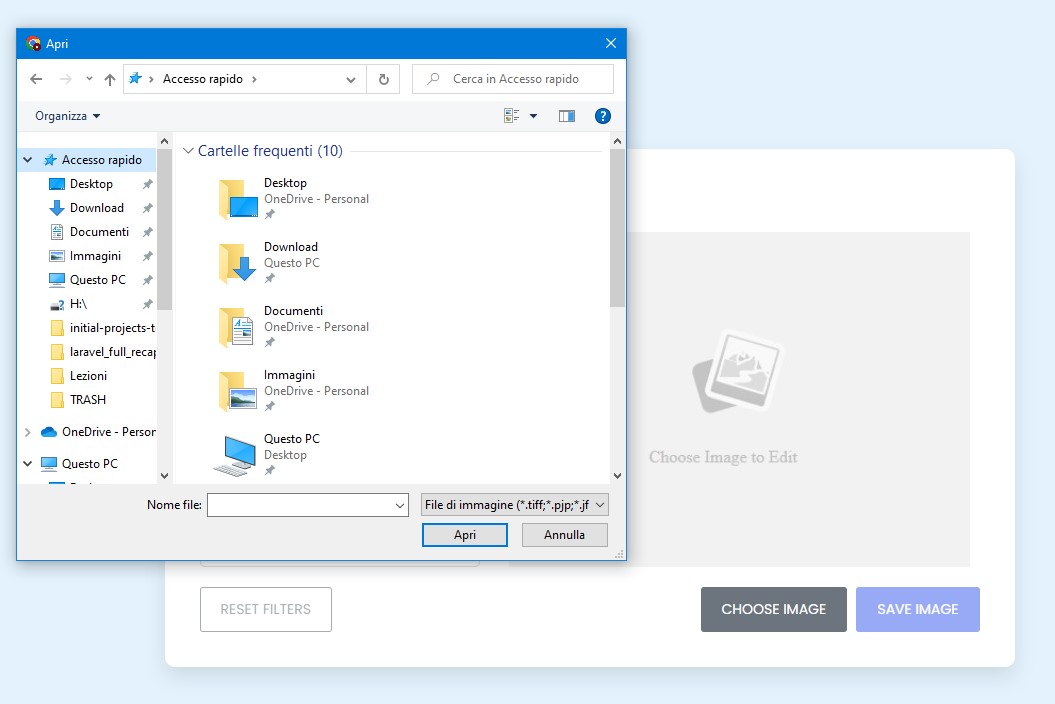 Apri
Accesso rapido
Cerca in Accesso rapido
Organizza
?
Accesso rapido
Desktop
Download
Documenti
Immagini
Questo PC
H:\
initial-projects-t
laravel_full_recap
Lezioni
TRASH
OneDrive - Person
Questo PC
Cartelle frequenti (10)
Desktop
OneDrive - Personal
Download
Questo PC
Documenti
OneDrive - Personal
Immagini
OneDrive - Personal
Questo PC
Desktop
Nome file:
File di immagine (*.tiff;*.pjp;*.jf
Apri
Annulla
Choose Image to Edit
RESET FILTERS
CHOOSE IMAGE
SAVE IMAGE